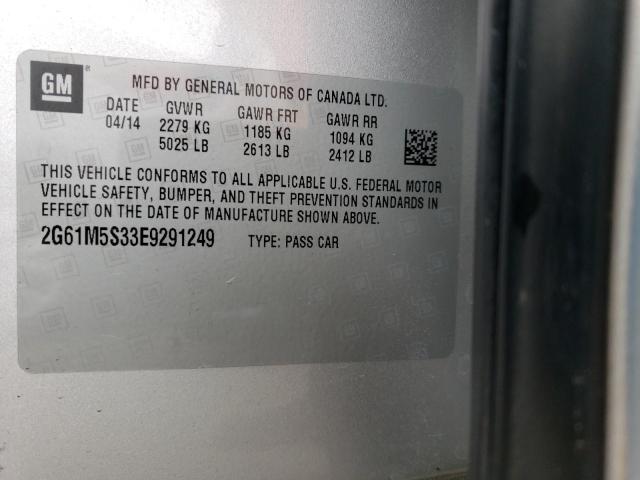 GM ® MFD BY GENERAL MOTORS OF CANADA LTD.
DATE GVWR GAWR FRT GAWR RR
04/14 2279 KG 1185 KG 1094 KG
5025 LB 2613 LB 2412 LB
THIS VEHICLE CONFORMS TO ALL APPLICABLE U.S. FEDERAL MOTOR
VEHICLE SAFETY, BUMPER, AND THEFT PREVENTION STANDARDS IN
EFFECT ON THE DATE OF MANUFACTURE SHOWN ABOVE.
2G61M5S33E9291249 TYPE: PASS CAR